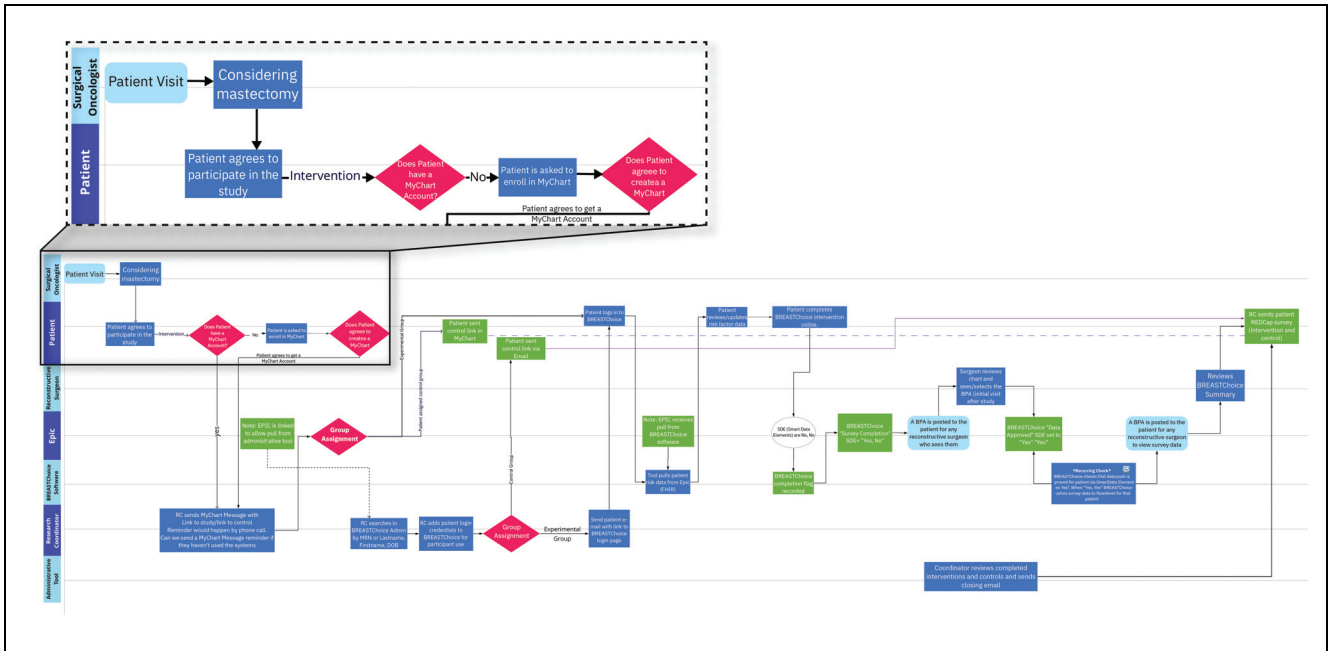 Surgical
Oncologist
Patient Visit
Considering
mastectomy
Patient
Patient agrees to
participate in the
study
Intervention
Does Patient
have a
MyChart
Account?
No
Patient is asked to
enroll in MyChart
Does Patient
agreee to
createa a
MyChart
Patient agrees to get a
MyChart Account
Surgical
Oncologist
Patient Visit
Considering
mastectomy
Patient
Patient agrees to
participate in the
study
Intervention
Does Patient
have a
MyChart
Account?
No
Patient is asked to
enroll in MyChart
Does Patient
agree to
creates a
MyChart
Patient agrees to get a
MyChart Account
yes
Experimental Group
Patient assigned control group
Patient sent
control link in
MyChart
Patient sent
control link via
Email
Patient logs in to
BREASTChoice
Patient
reviews/updates
risk factor data
Patient completes
BREASTChoice intervention
online.
RC sends patient
REDCap survey
(intervention and
control)
Reconstructive
Surgeon
Surgeon reviews
chart and
sees/selects the
BPA (initial visit
after study
Reviews
BREASTChoice
Summary
Epic
Note: EPIC is linked
to allow pull from
administrative tool
Group
Assignment
Control Group
Note: EPIC receives
pull from
BREASTChoice
software
SDE (Smart Data
Elements) are No, No
BREASTChoice
"Survey Completion"
SDE= "Yes, No"
A BPA is posted to the
patient for any
reconstructive surgeon
who sees them
BREASTChoice "Data
Approved" SDE set to
"Yes" "Yes"
A BPA is posted to the
patient for any
reconstructive surgeon
to view survey data
BREASTChoice
Software
Tool pulls patient
risk data from Epic
(FHIR)
BREASTChoice
completion flag
recorded
*Recurring Check*
BREASTChoice checks that data push is
patient
Research
Coordinator
RC sends MyChart Message with
Link to study/link to control
Reminder would happen by phone call.
Can we send a MyChart Message reminder if
they haven't used the systems
RC searches in
BREASTChoice Admin
by MRN or Lastname,
Firstname, DOB
RC adds patient login
credentials to
BREASTChoice for
participant use
Group
Assignment
Experimental
Group
Send patient e-
mail with link to
BREASTChoice
login page
Administrative
Tool
Coordinator reviews completed
interventions and controls and sends
closing email